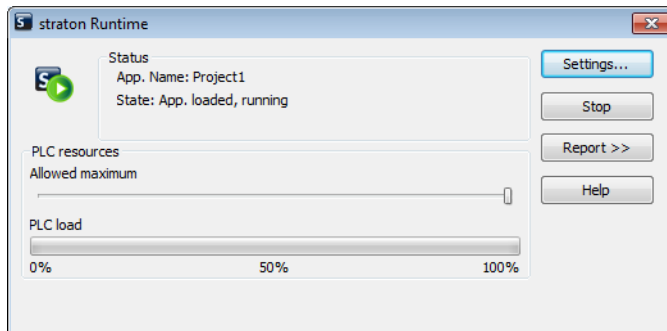 straton Runtime
Status
App. Name: Project1
State: App. loaded, running
Settings...
Stop
Report >>
Help
PLC resources
Allowed maximum
PLC load
0% 50% 100%